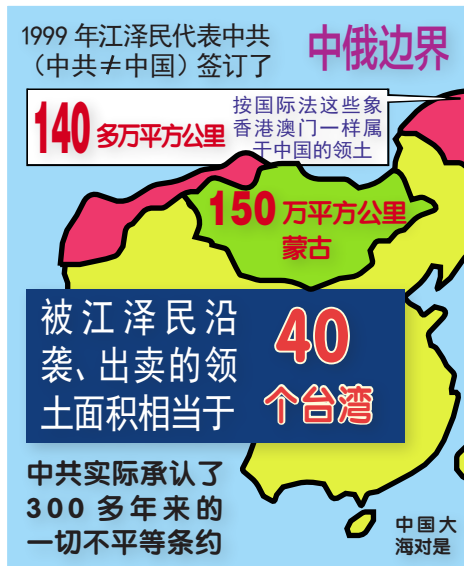 1999 年江泽民代表中共
（中共≠中国）签订了
中俄边界
140 多万平方公里
按国际法这些象
香港澳门一样属
于中国的领土
150 万平方公里
蒙古
被江泽民沿
袭、出卖的领
土面积相当于
40
个台湾
中共实际承认了
300 多年来的
一切不平等条约
中国大
海对是